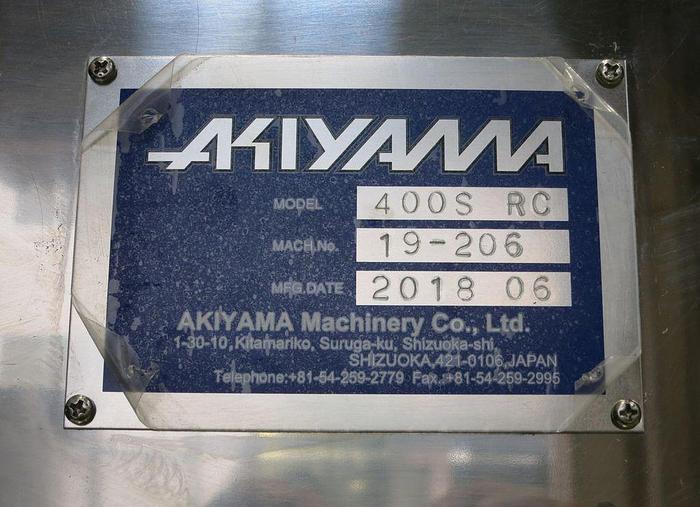 AKIYAMA
MODEL 400S RC
MACH.No. 19-206
MFG.DATE 2018 06
AKIYAMA Machinery Co., Ltd.
1-30-10, Kitamariko, Suruga-ku, Shizuoka-shi,
SHIZUOKA,421-0106,JAPAN
Telephone:+81-54-259-2779 Fax.:+81-54-259-2995